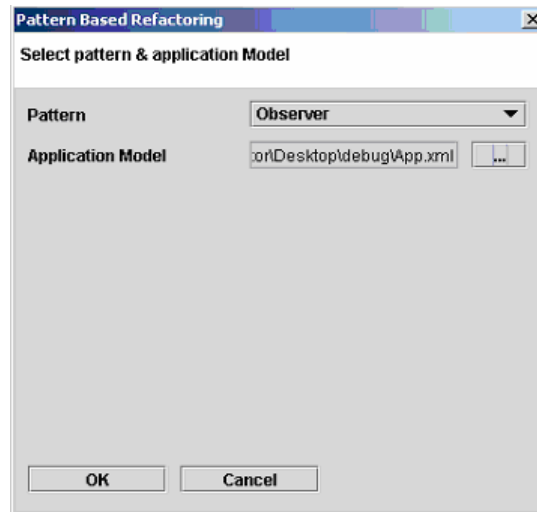 Pattern Based Refactoring
Select pattern & application Model
Pattern Observer
Application Model :or\Desktop\debug\App.xml ...
OK Cancel